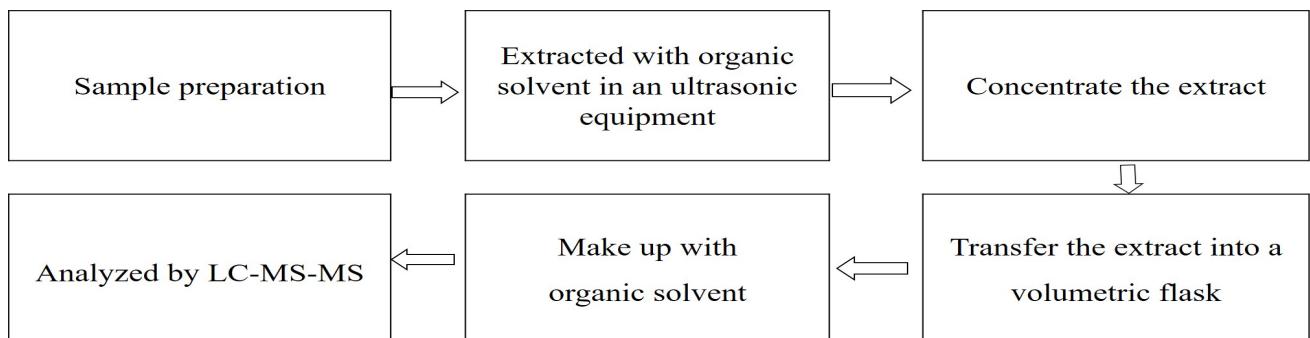 Sample preparation
Extracted with organic
solvent in an ultrasonic
equipment
Concentrate the extract
Transfer the extract into a
volumetric flask
Make up with
organic solvent
Analyzed by LC-MS-MS